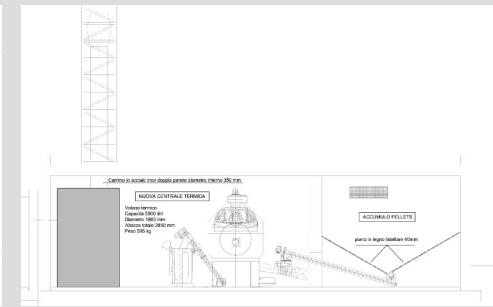 Camino in acciaio inox doppia parete diametro interno 350 mm
NUOVA CENTRALE TERMICA
Volano termico
Capacità 5000 litri
Diametro 1660 mm
Altezza totale 2850 mm
Peso 595 kg
ACCUMULO PELLETS
piano in legno listellare 40mm